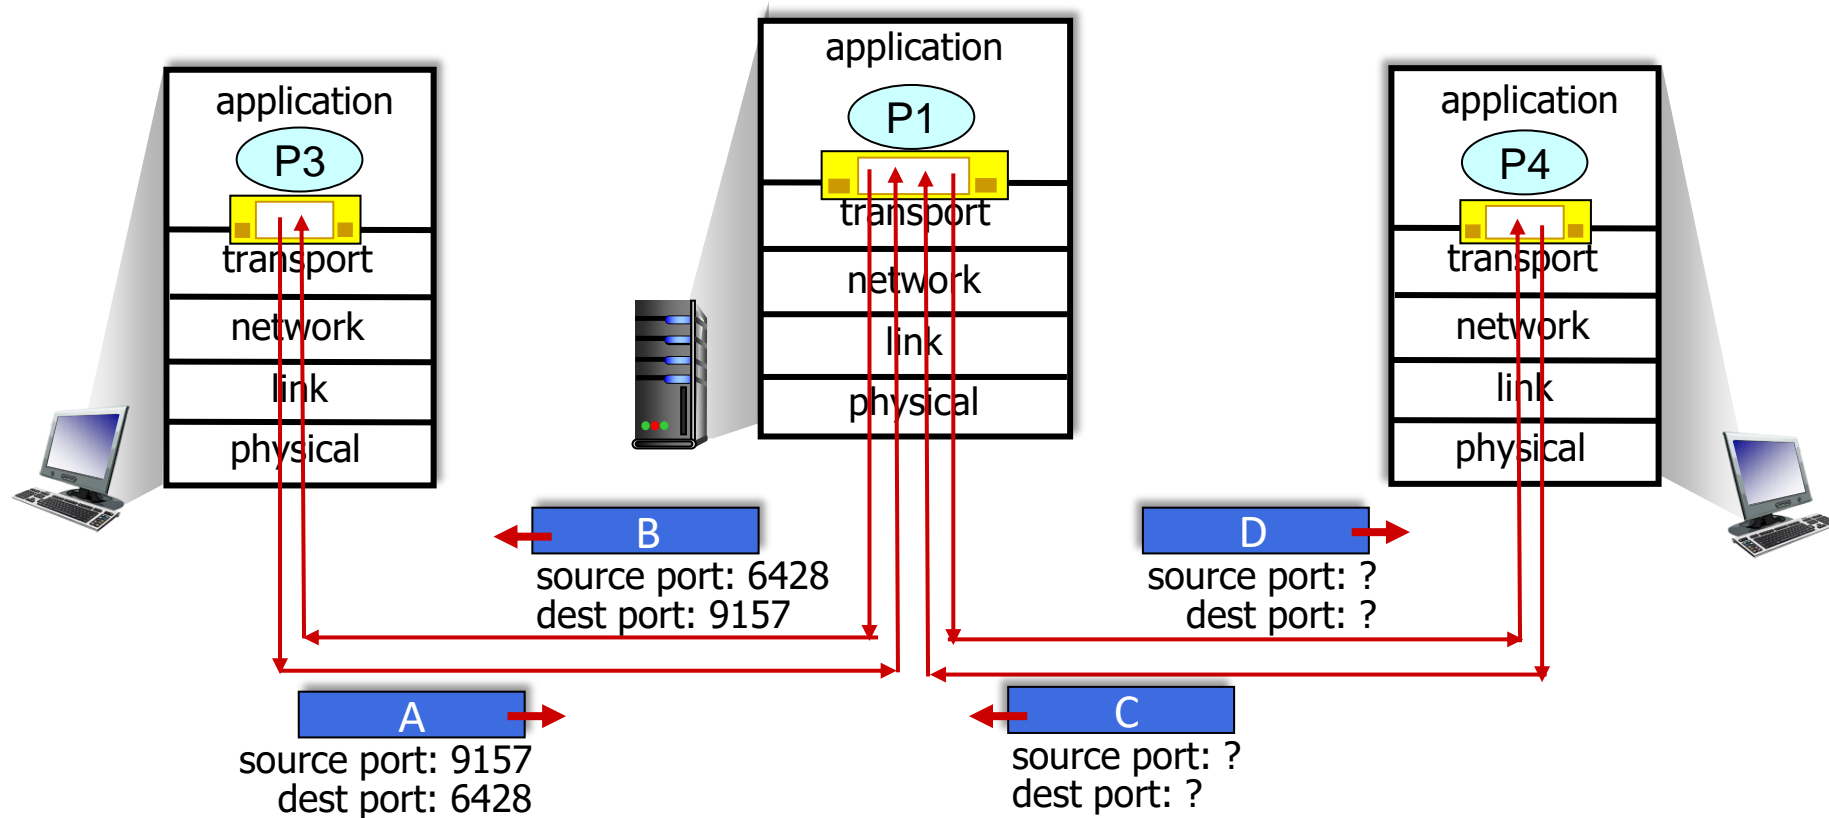 application
P3
transport
network
link
physical
application
P1
transport
network
link
physical
application
P4
transport
network
link
physical
B
source port: 6428
dest port: 9157
D
source port: ?
dest port: ?
A
source port: 9157
dest port: 6428
C
source port: ?
dest port: ?